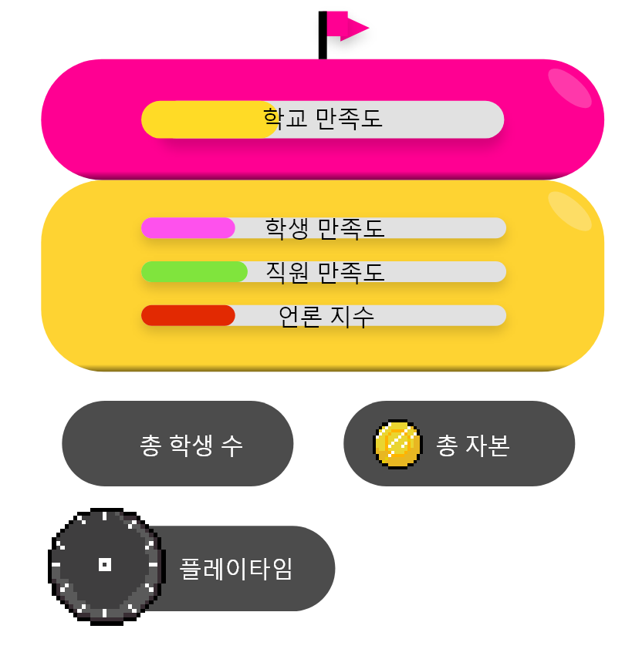 학교 만족도
학생 만족도
직원 만족도
언론 지수
총 학생 수
총 자본
플레이타임